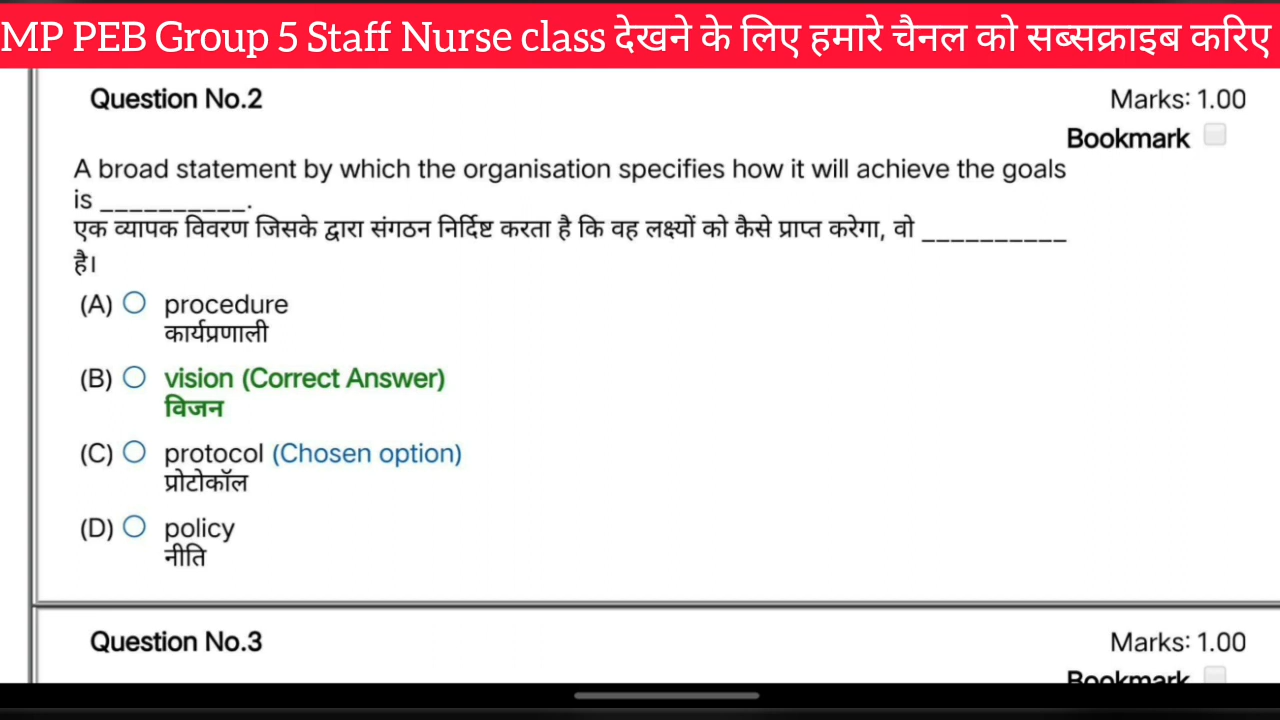 MP PEB Group 5 Staff Nurse class देखने के लिए हमारे चैनल को सब्सक्राइब करिए
Question No.2
Marks: 1.00
Bookmark
A broad statement by which the organisation specifies how it will achieve the goals
is __________.
एक व्यापक विवरण जिसके द्वारा संगठन निर्दिष्ट करता है कि वह लक्ष्यों को कैसे प्राप्त करेगा, वो __________
है।
(A) procedure
कार्यप्रणाली
(B) vision (Correct Answer)
विजन
(C) protocol (Chosen option)
प्रोटोकॉल
(D) policy
नीति
Question No.3
Marks: 1.00
Bookmark